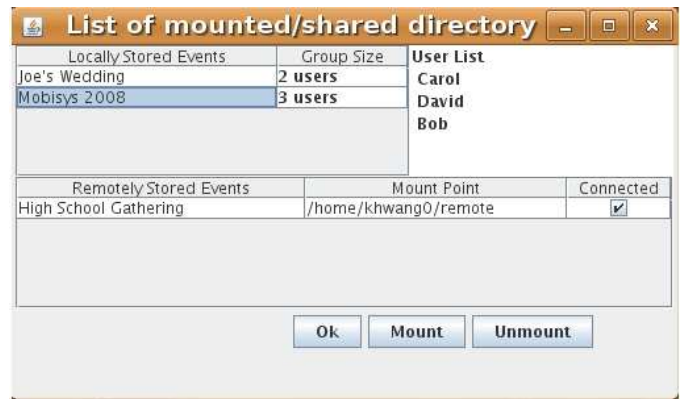 List of mounted/shared directory
Locally Stored Events Group Size User List
Joe's Wedding 2 users Carol
Mobisys 2008 3 users David
Bob
Remotely Stored Events Mount Point Connected
High School Gathering /home/khwang0/remote
Ok Mount Unmount